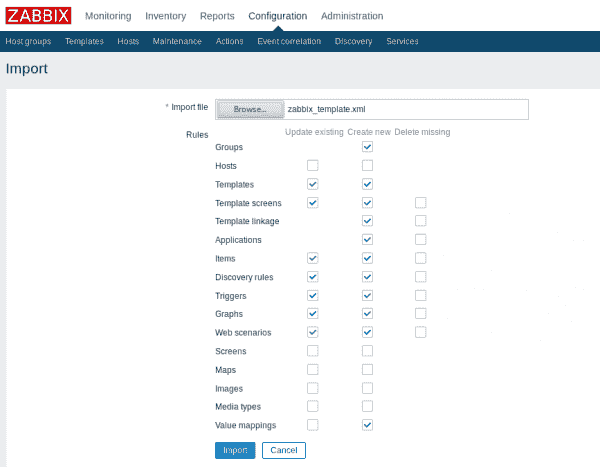 ZABBIX Monitoring Inventory Reports Configuration Administration
Host groups Templates Hosts Maintenance Actions Event correlation Discovery Services
Import
* Import file Browse... zabbix_template.xml
Rules Update existing Create new Delete missing
Groups
Hosts
Templates
Template screens
Template linkage
Applications
Items
Discovery rules
Triggers
Graphs
Web scenarios
Screens
Maps
Images
Media types
Value mappings
Import Cancel